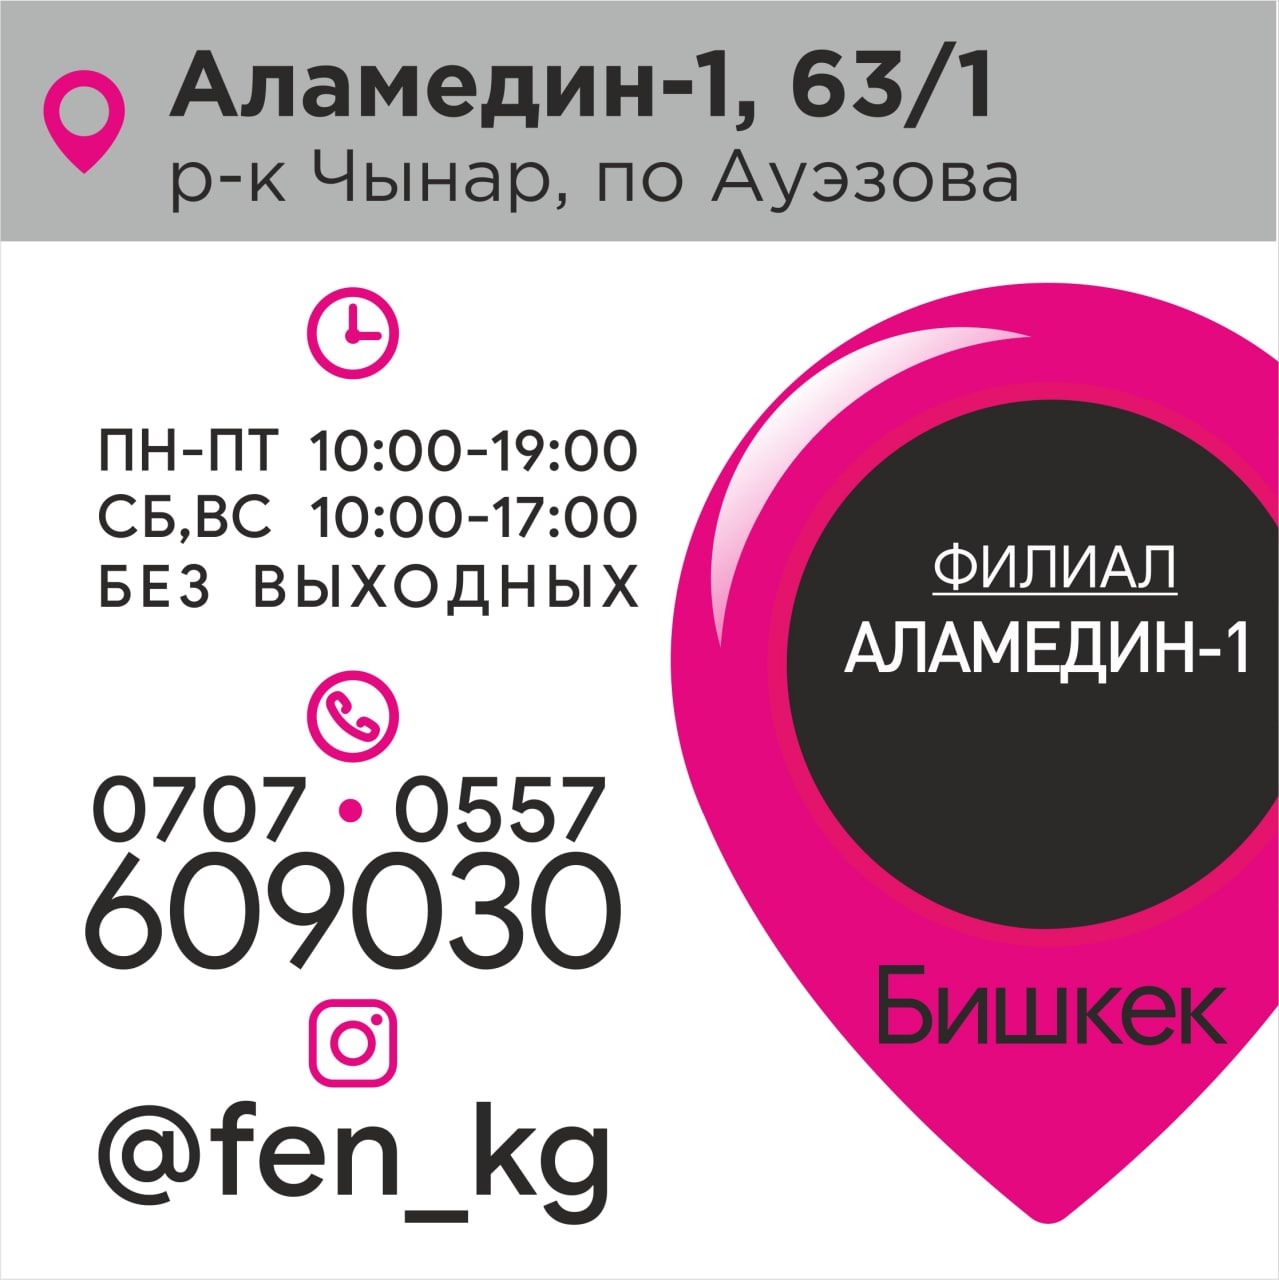 Аламедин-1, 63/1
р-к Чынар, по Ауэзова
ПН-ПТ 10:00-19:00
СБ,ВС 10:00-17:00
БЕЗ ВЫХОДНЫХ
0707 • 0557
609030
@fen_kg
ФИЛИАЛ
АЛАМЕДИН-1
Бишкек